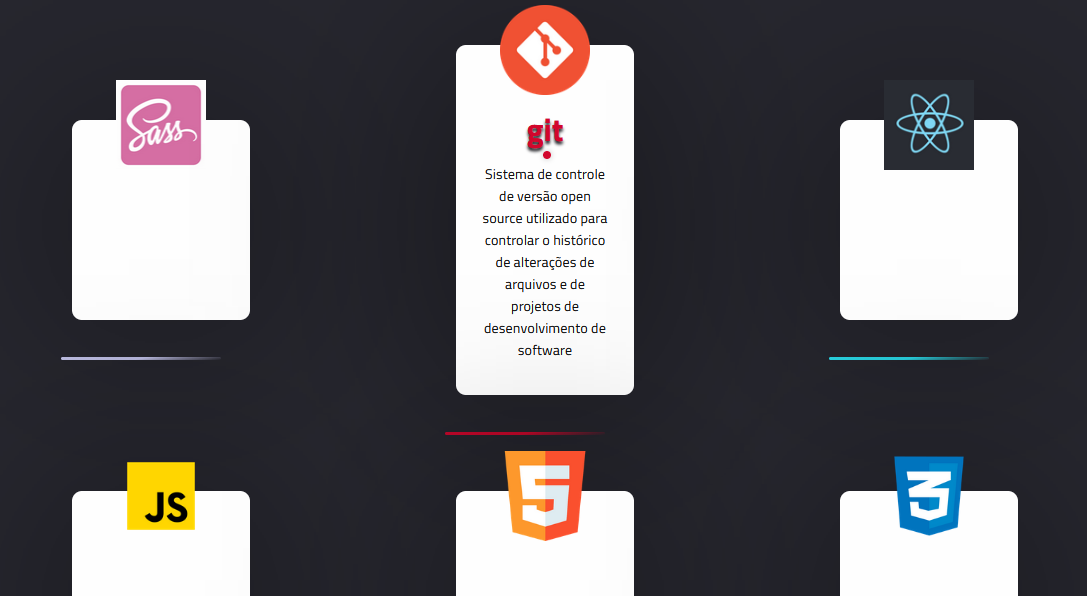 Sass
git
Sistema de controle
de versão open
source utilizado para
controlar o histórico
de alterações de
arquivos e de
projetos de
desenvolvimento de
software
JS
5
3